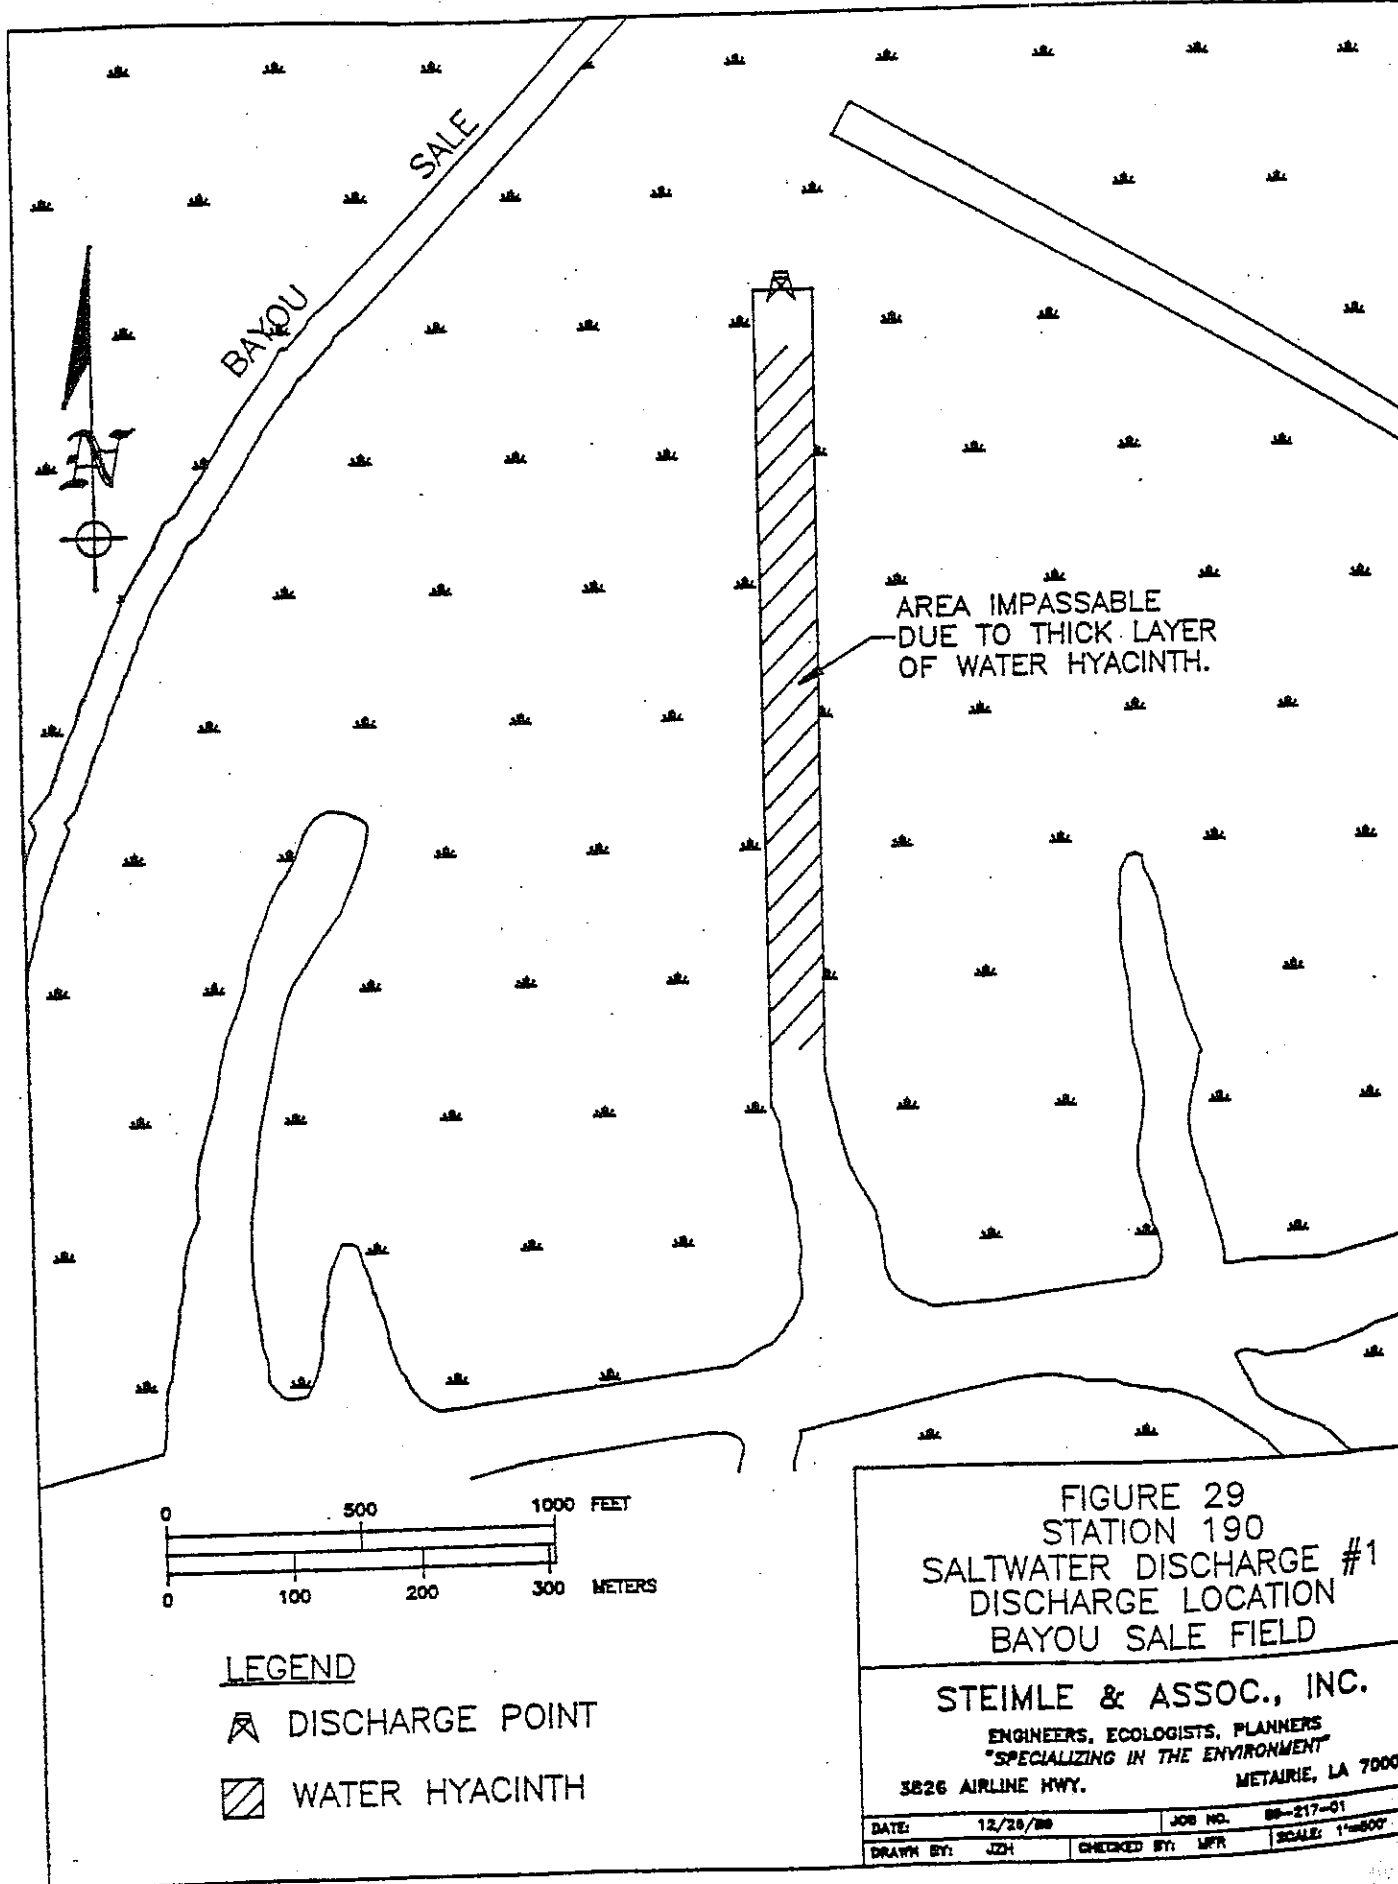 BAYOU SALE
N
AREA IMPASSABLE
DUE TO THICK LAYER
OF WATER HYACINTH.
0 500 1000 FEET
0 100 200 300 METERS
LEGEND
DISCHARGE POINT
WATER HYACINTH
FIGURE 29
STATION 190
SALTWATER DISCHARGE #1
DISCHARGE LOCATION
BAYOU SALE FIELD
STEIMLE & ASSOC., INC.
ENGINEERS, ECOLOGISTS, PLANNERS
"SPECIALIZING IN THE ENVIRONMENT"
3826 AIRLINE HWY. METAIRIE, LA 7000
DATE: JOB NO.
DRAWN BY: JZH CHECKED BY: SCALE: